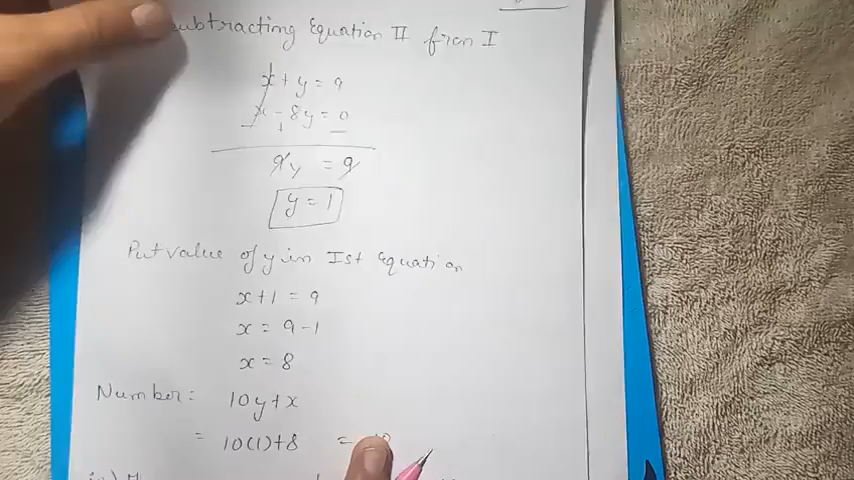 Subtracting Equation II from I
x + y = 9
x - 8y = 0
- + -
9y = 9
y = 1
Put value of y in Ist Equation
x+1 = 9
x = 9-1
x = 8
Number: 10y+x
= 10(1)+8 =